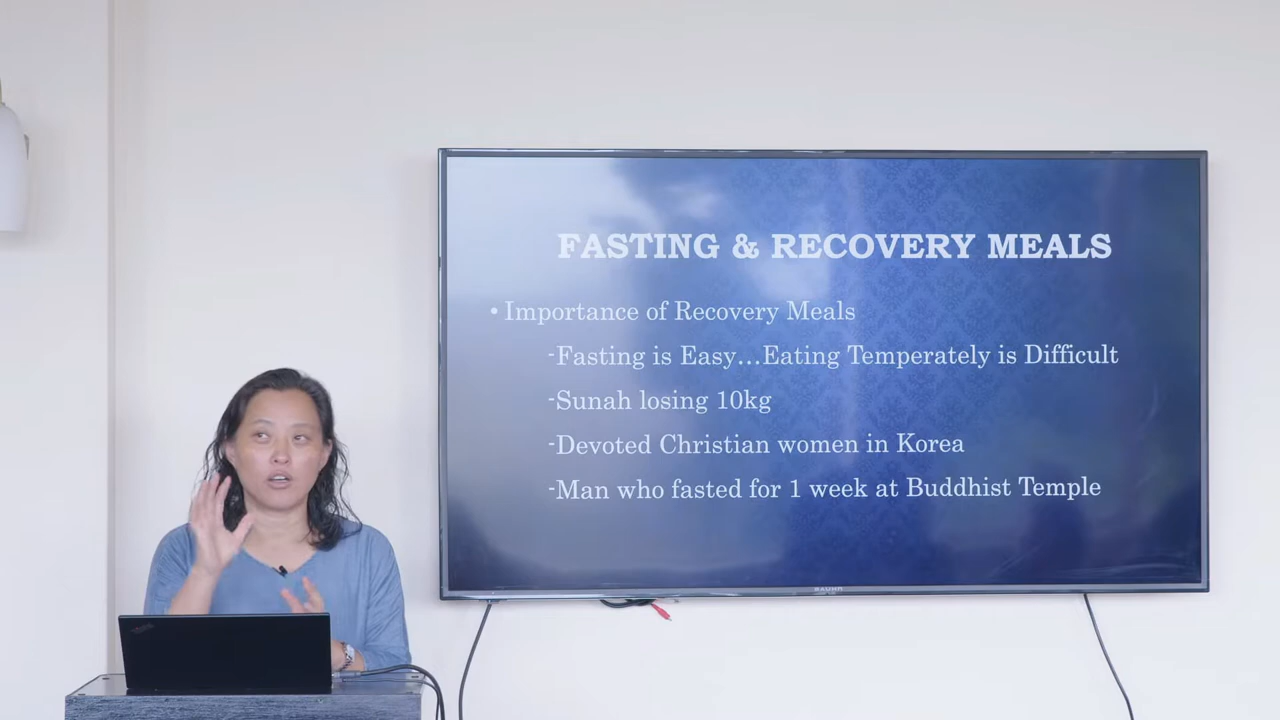 FASTING & RECOVERY MEALS
• Importance of Recovery Meals
-Fasting is Easy...Eating Temperately is Difficult
-Sunah losing 10kg
-Devoted Christian women in Korea
-Man who fasted for 1 week at Buddhist Temple